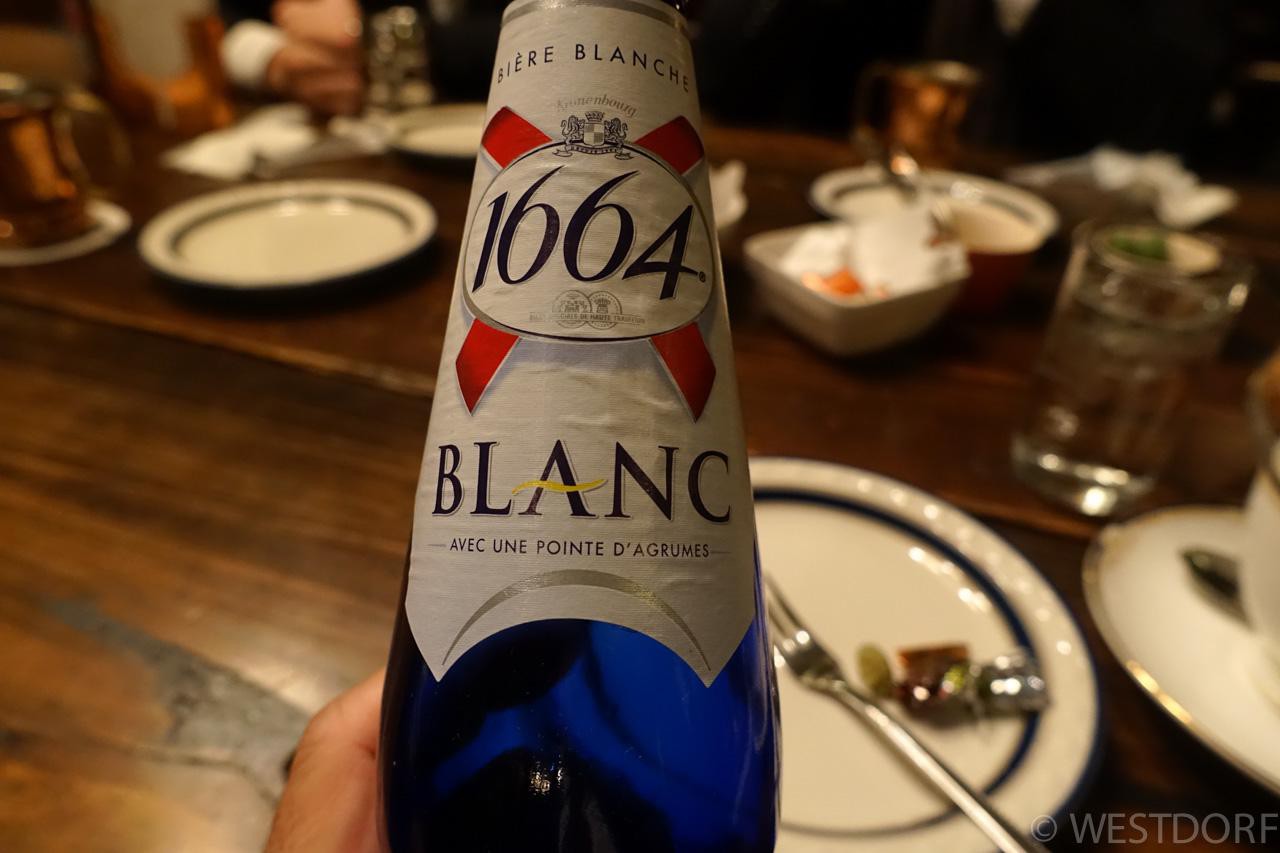 BIÈRE BLANCHE
Kronenbourg
1664®
BLANC
AVEC UNE POINTE D'AGRUMES
© WESTDORF